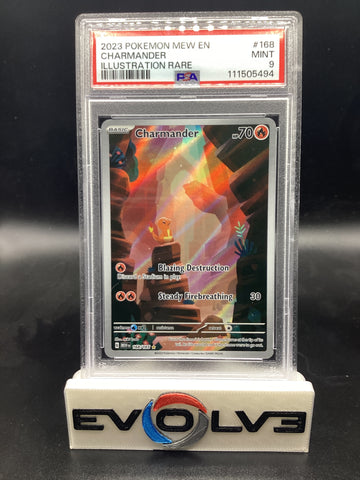 2023 POKEMON MEW EN #168
CHARMANDER MINT
ILLUSTRATION RARE 9
PSA 111505494
BASIC
Charmander HP70
Blazing Destruction
Discard a Stadium in play.
Steady Firebreathing 30
EVOLV3